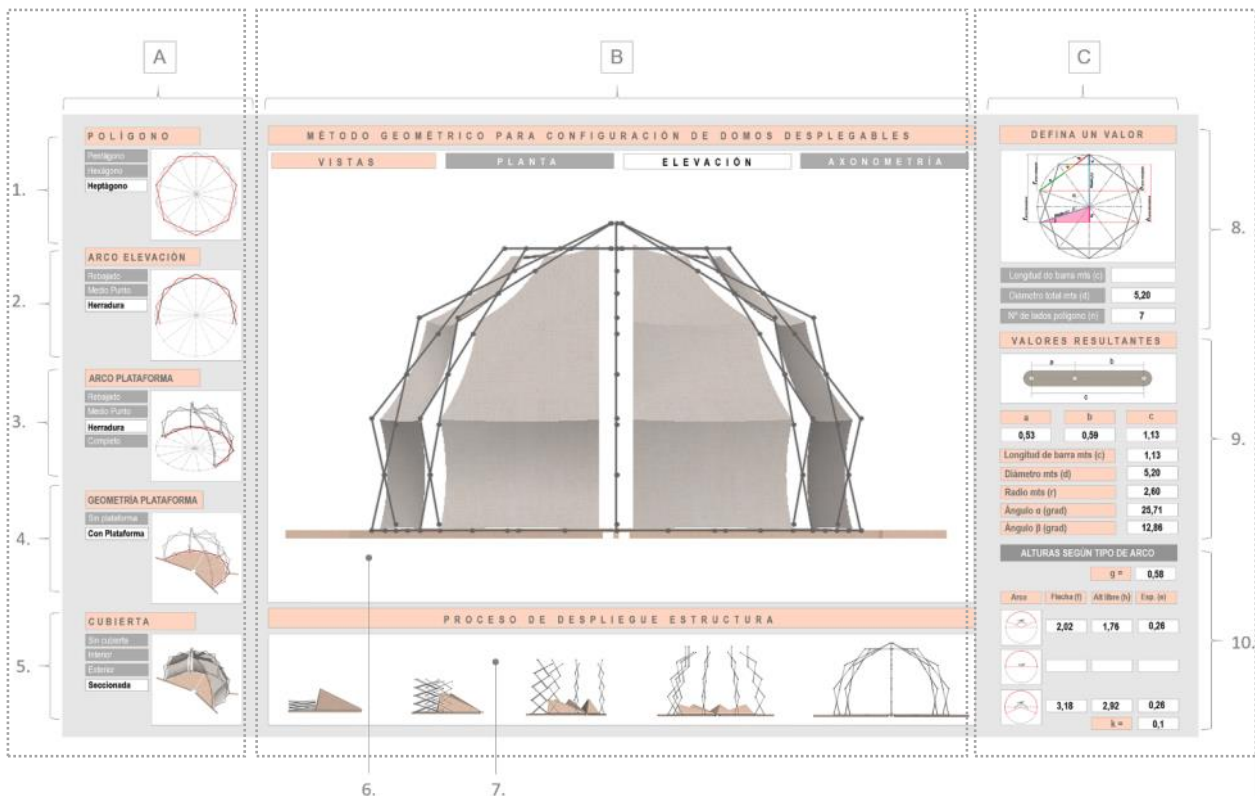 A
B
C
1.
POLÍGONO
Pentágono
Hexágono
Heptágono
2.
ARCO ELEVACIÓN
Rebajado
Medio Punto
Herradura
3.
ARCO PLATAFORMA
Rebajado
Medio Punto
Herradura
Completo
4.
GEOMETRÍA PLATAFORMA
Sin plataforma
Con Plataforma
5.
CUBIERTA
Sin cubierta
Interior
Exterior
Seccionada
MÉTODO GEOMÉTRICO PARA CONFIGURACIÓN DE DOMOS DESPLEGABLES
VISTAS PLANTA ELEVACIÓN AXONOMETRÍA
PROCESO DE DESPLIEGUE ESTRUCTURA
6.
7.
DEFINA UN VALOR
8.
Longitud de barra mts (c)
Diámetro total mts (d) 5,20
Nº de lados polígono (n) 7
VALORES RESULTANTES
a b
c
9.
a b c
0,53 0,59 1,13
Longitud de barra mts (c) 1,13
Diámetro mts (d) 5,20
Radio mts (r) 2,60
Ángulo α (grad) 25,71
Ángulo β (grad) 12,86
ALTURAS SEGÚN TIPO DE ARCO
g = 0,58
Arco Flecha (f) Alt libre (h) Esp. (e)
2,02 1,76 0,26
10.
3,18 2,92 0,26
k = 0,1